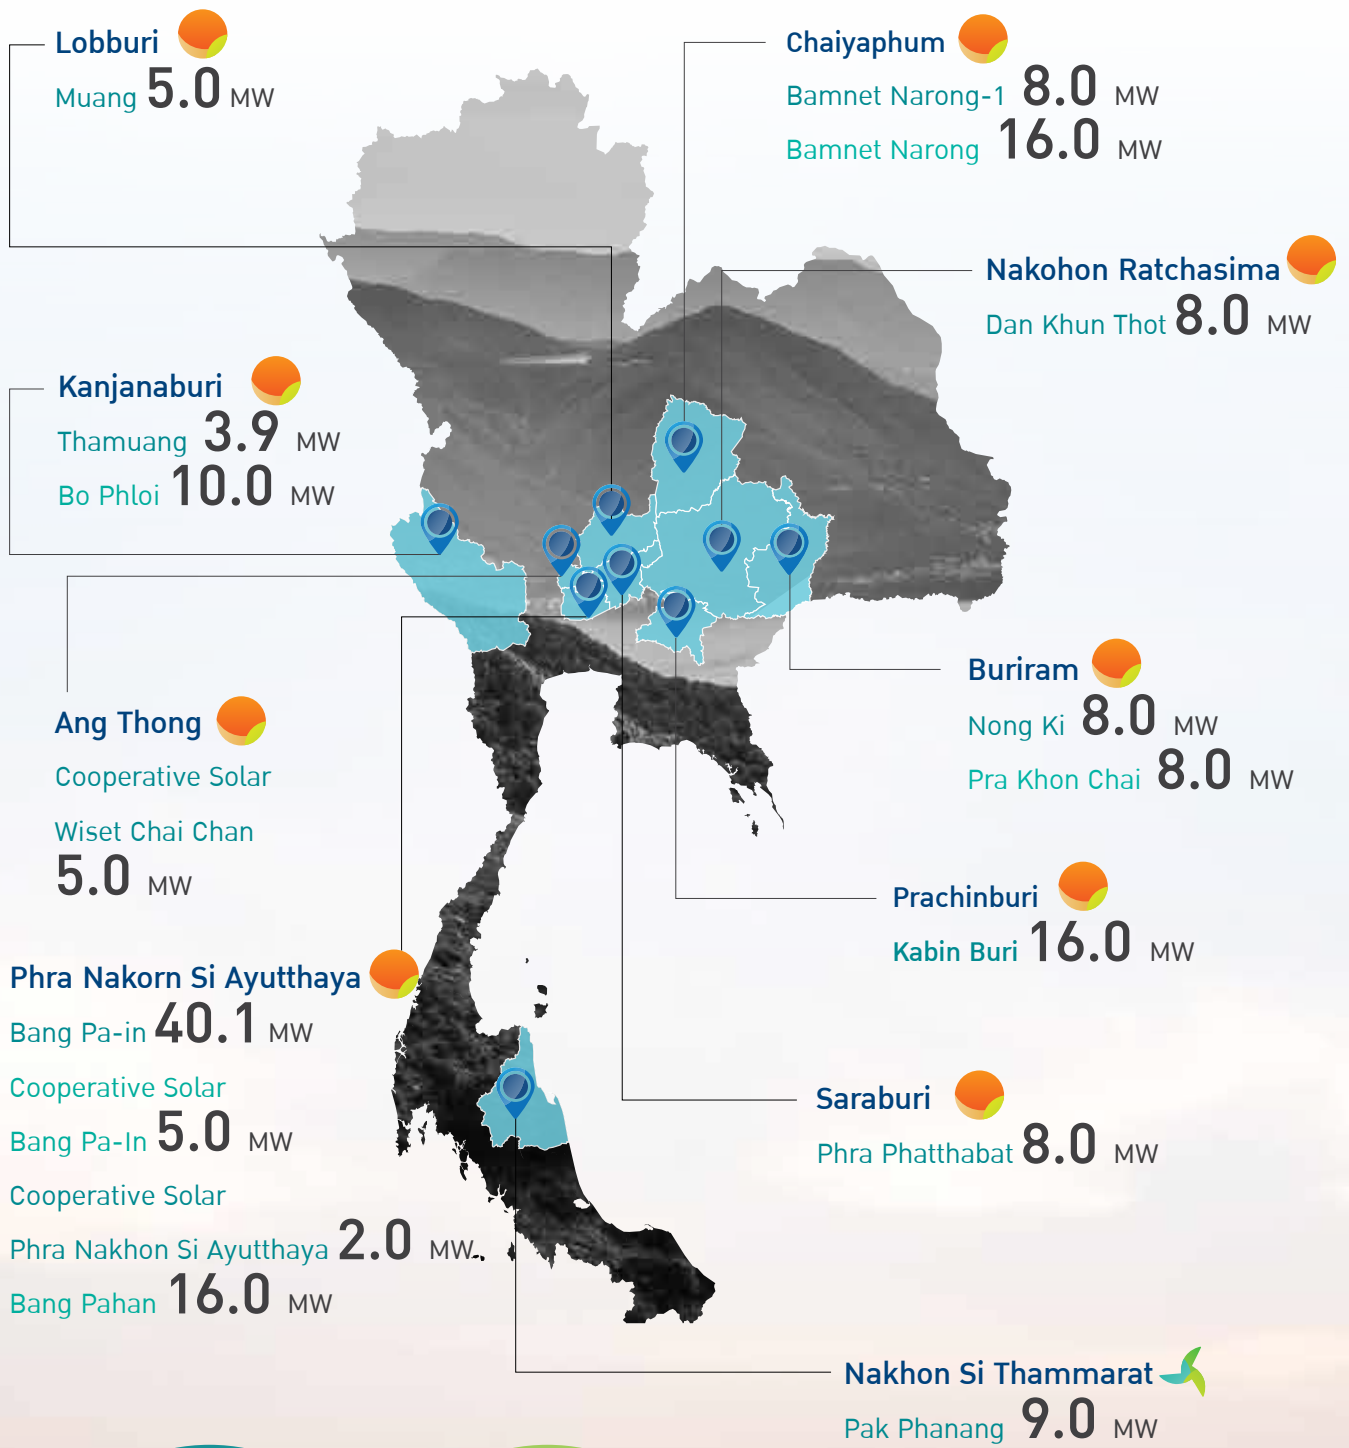 Lobburi
Muang 5.0 MW
Chaiyaphum
Bamnet Narong-1 8.0 MW
Bamnet Narong 16.0 MW
Nakohon Ratchasima
Dan Khun Thot 8.0 MW
Kanjanaburi
Thamuang 3.9 MW
Bo Phloi 10.0 MW
Ang Thong
Cooperative Solar
Wiset Chai Chan
5.0 MW
Buriram
Nong Ki 8.0 MW
Pra Khon Chai 8.0 MW
Prachinburi
Kabin Buri 16.0 MW
Phra Nakorn Si Ayutthaya
Bang Pa-in 40.1 MW
Cooperative Solar
Bang Pa-In 5.0 MW
Cooperative Solar
Phra Nakhon Si Ayutthaya 2.0 MW
Bang Pahan 16.0 MW
Saraburi
Phra Phatthabat 8.0 MW
Nakhon Si Thammarat
Pak Phanang 9.0 MW